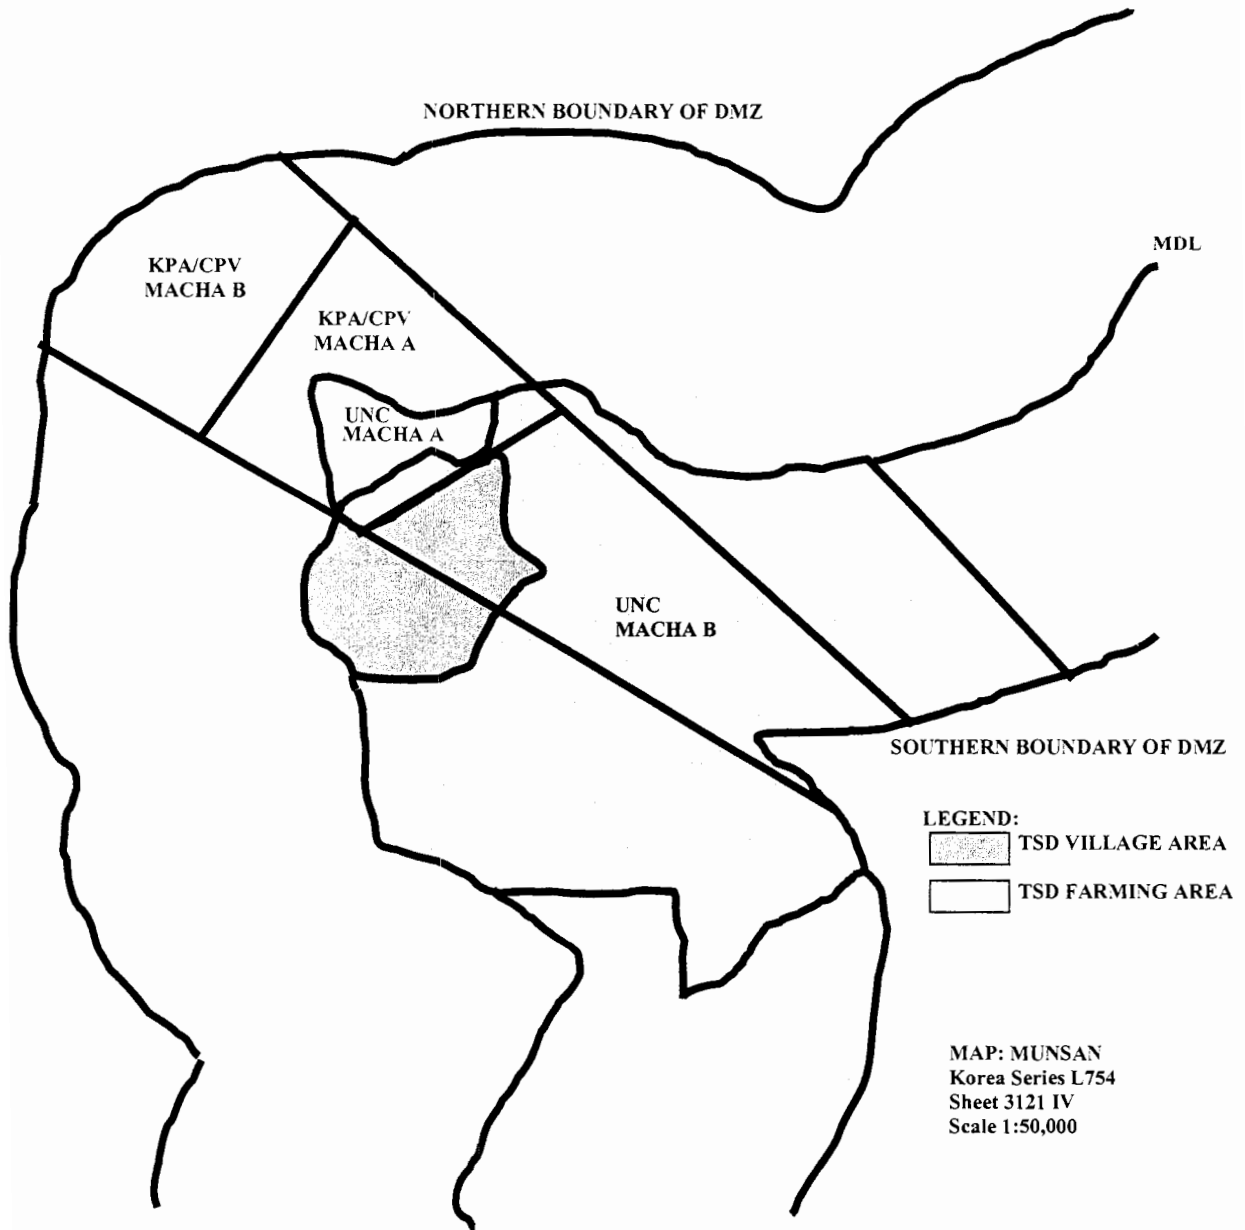 NORTHERN BOUNDARY OF DMZ
MDL
KPA/CPV
MACHA B
KPA/CPV
MACHA A
UNC
MACHA A
UNC
MACHA B
SOUTHERN BOUNDARY OF DMZ
LEGEND:
TSD VILLAGE AREA
TSD FARMING AREA
MAP: MUNSAN
Korea Series L754
Sheet 3121 IV
Scale 1:50,000